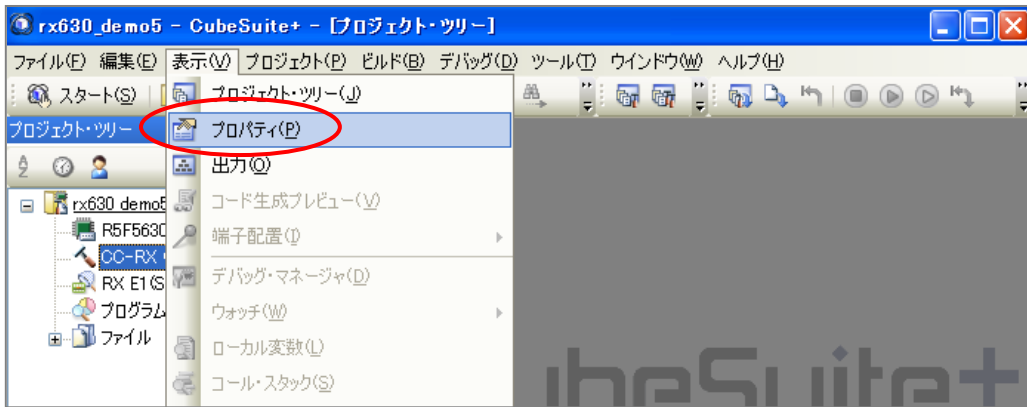 rx630_demo5 - CubeSuite+ - [プロジェクト・ツリー]
ファイル(F) 編集(E) 表示(V) プロジェクト(P) ビルド(B) デバッグ(D) ツール(T) ウインドウ(W) ヘルプ(H)
スタート(S)
プロジェクト・ツリー(J)
プロジェクト・ツリー
プロパティ(P)
出力(O)
rx630_demo5
コード生成プレビュー(V)
R5F5630
端子配置(I)
CC-RX
RX E1(S
デバッグ・マネージャ(D)
プログラム
ウォッチ(W)
ファイル
ローカル変数(L)
コール・スタック(S)
ubeSuite+